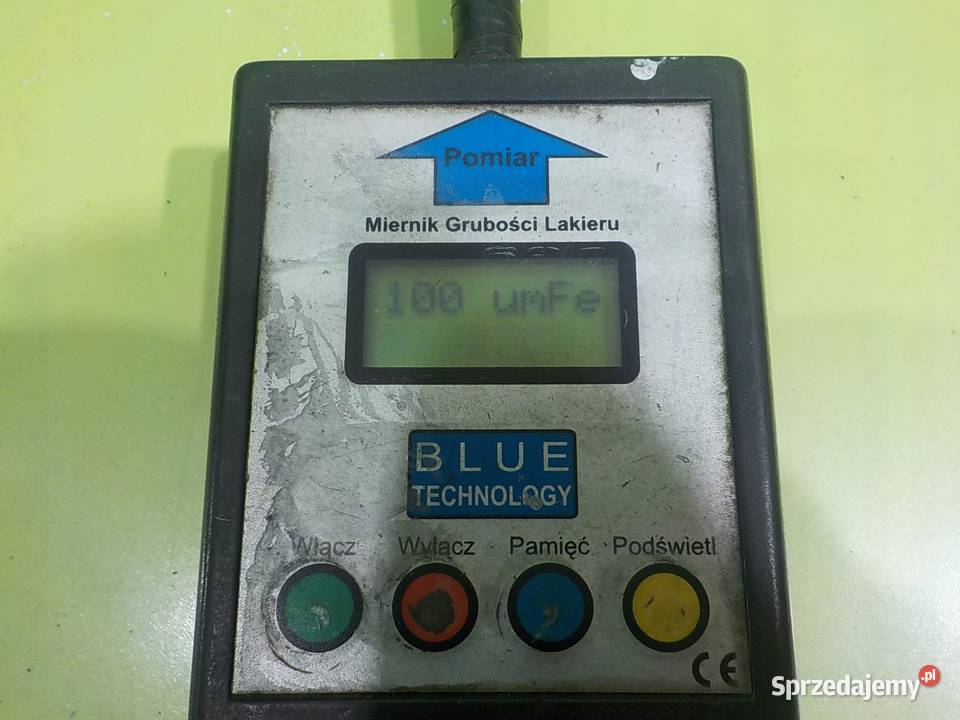 Pomiar
Miernik Grubości Lakieru
100 umFe
BLUE
TECHNOLOGY
Włącz Wyłącz Pamięć Podświetl
CE
Sprzedajemy.pl